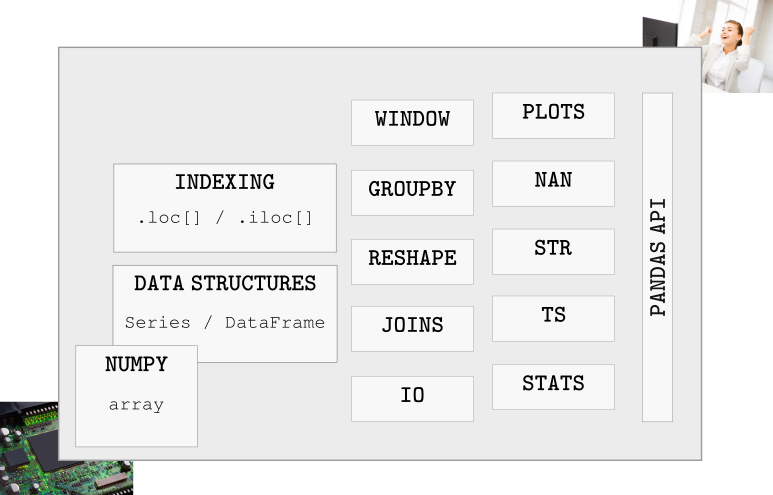 INDEXING
.loc[] / .iloc[]
DATA STRUCTURES
Series / DataFrame
NUMPY
array
WINDOW
GROUPBY
RESHAPE
JOINS
IO
PLOTS
NAN
STR
TS
STATS
PANDAS API